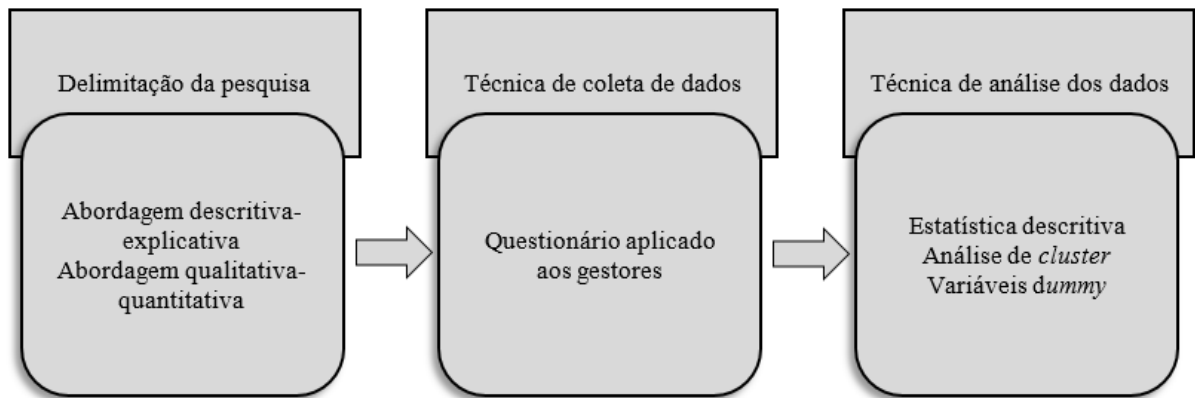 Delimitação da pesquisa
Abordagem descritiva-
explicativa
Abordagem qualitativa-
quantitativa
Técnica de coleta de dados
Questionário aplicado
aos gestores
Técnica de análise dos dados
Estatística descritiva
Análise de cluster
Variáveis dummy